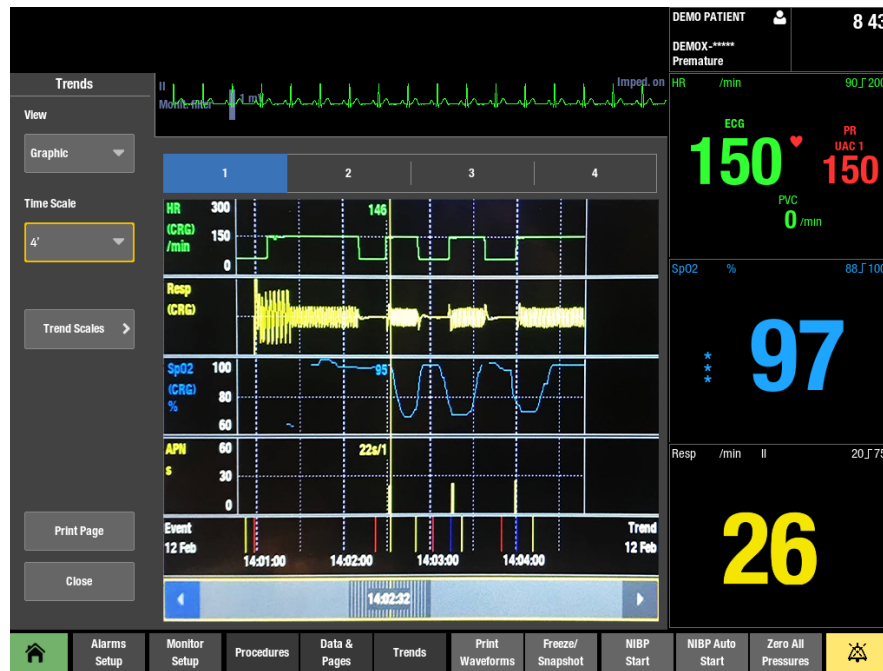 DEMO PATIENT
8 43
DEMOX-*****
Premature
Trends
View
Graphic
Time Scale
4'
Trend Scales
Print Page
Close
II
Imped. on
1 mV
Monit. filter
1 2 3 4
HR 300 146
(CRG) 150
/min
0
Resp
(CRG)
SpO2 100 95
(CRG) 80
%
60
APN 60 22s/1
s 30
0
Event Trend
12 Feb 12 Feb
14:01:00 14:02:00 14:03:00 14:04:00
14:02:32
HR /min 90 200
ECG PR
UAC 1
150 150
PVC
0 /min
SpO2 % 88 100
***
97
Resp /min II 20 75
26
Alarms Setup
Monitor Setup
Procedures
Data & Pages
Trends
Print Waveforms
Freeze/ Snapshot
NIBP Start
NIBP Auto Start
Zero All Pressures